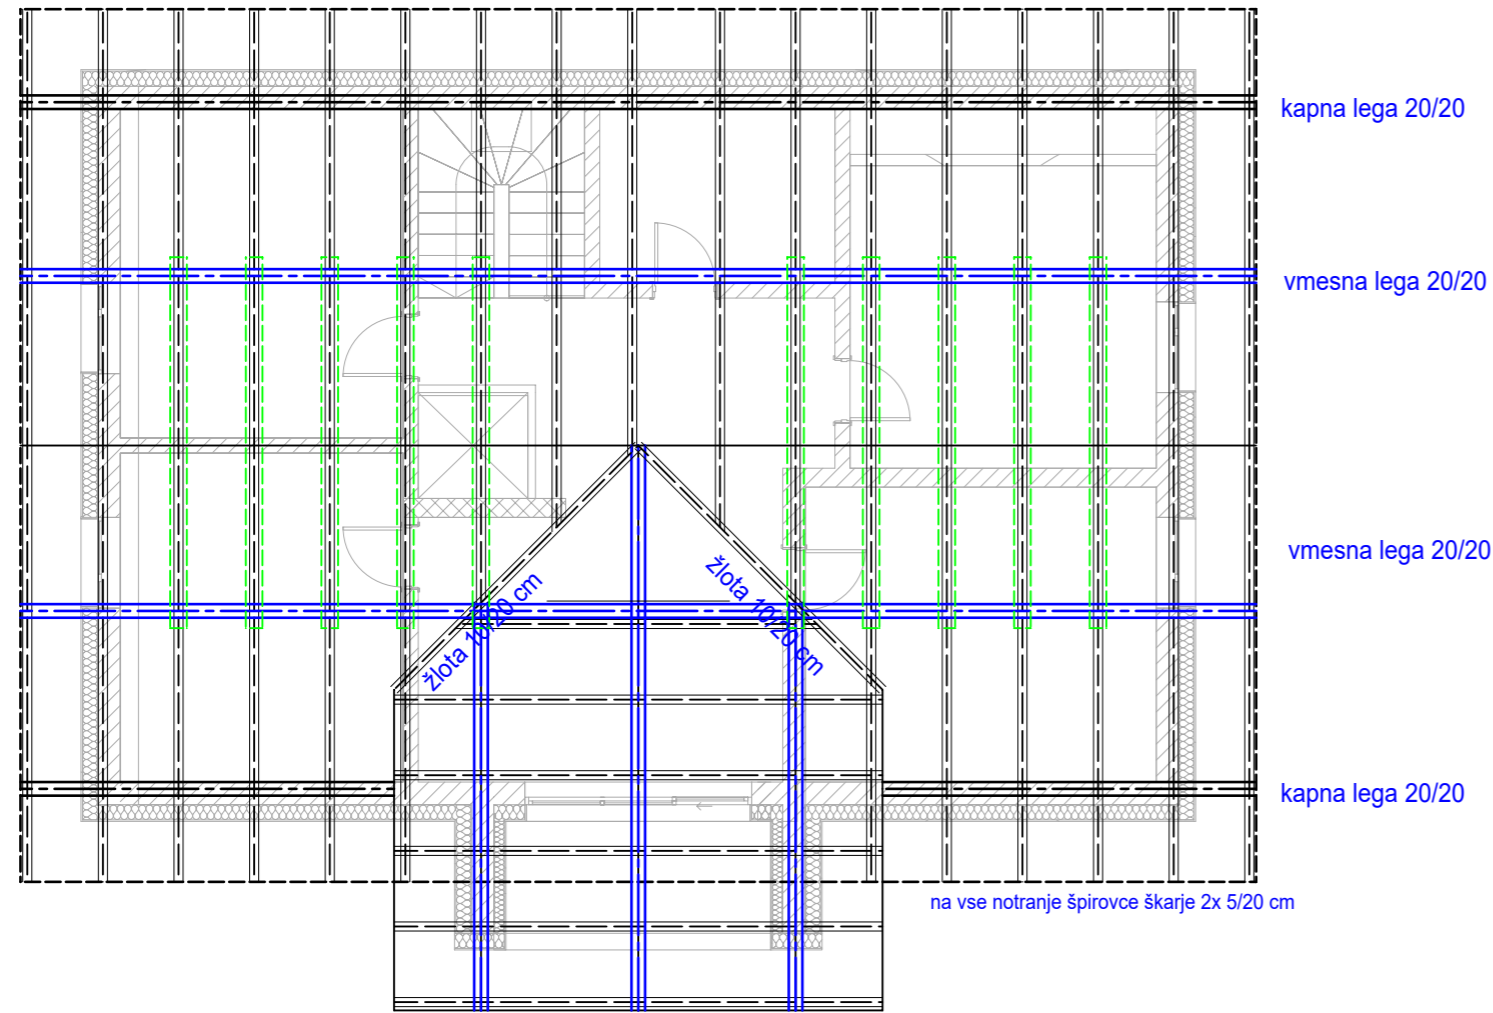 kapna lega 20/20
vmesna lega 20/20
vmesna lega 20/20
žlota 10/20 cm
žlota 10/20 cm
kapna lega 20/20
na vse notranje špirovce škarje 2x 5/20 cm